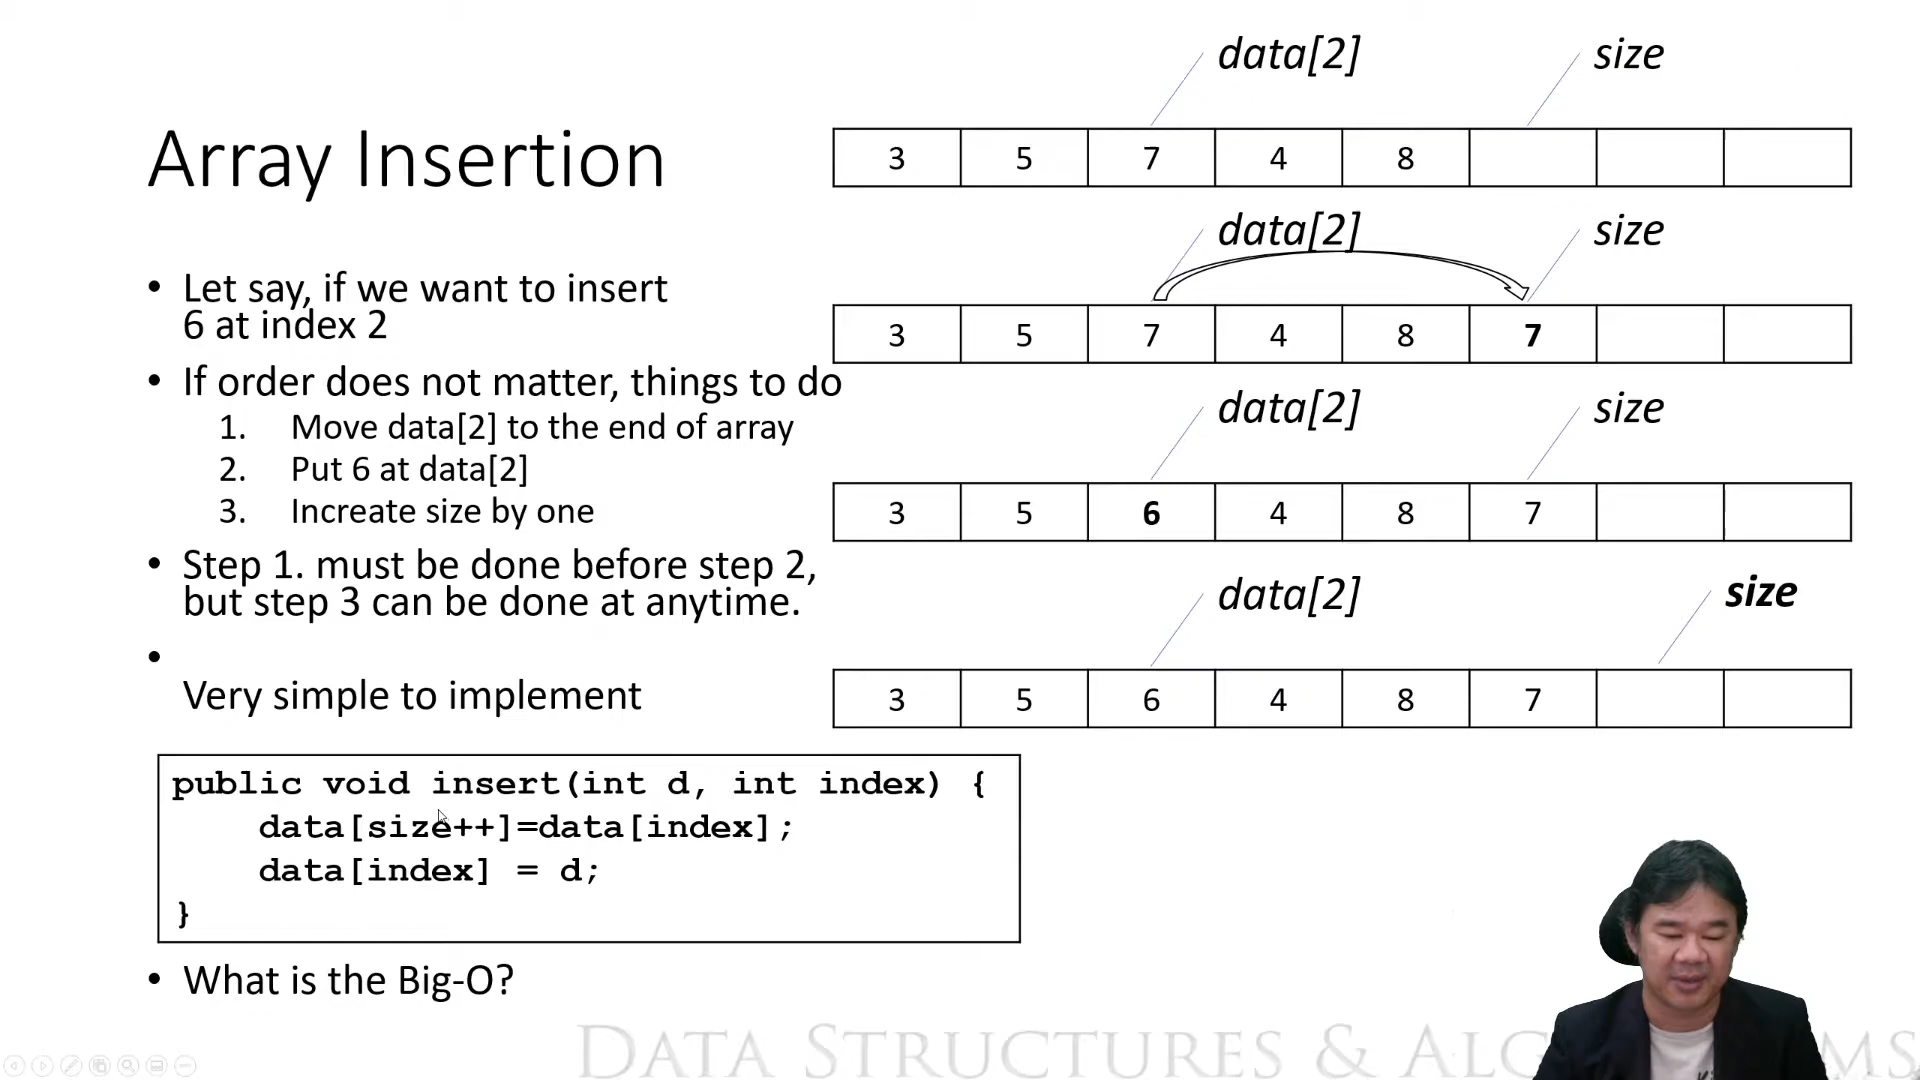 Array Insertion
• Let say, if we want to insert
6 at index 2
• If order does not matter, things to do
1. Move data[2] to the end of array
2. Put 6 at data[2]
3. Increate size by one
• Step 1. must be done before step 2,
but step 3 can be done at anytime.
•
Very simple to implement
public void insert(int d, int index) {
data[size++]=data[index];
data[index] = d;
}
• What is the Big-O?
data[2] size
3 5 7 4 8
data[2] size
3 5 7 4 8 7
data[2] size
3 5 6 4 8 7
data[2] size
3 5 6 4 8 7
DATA STRUCTURES & ALG MS